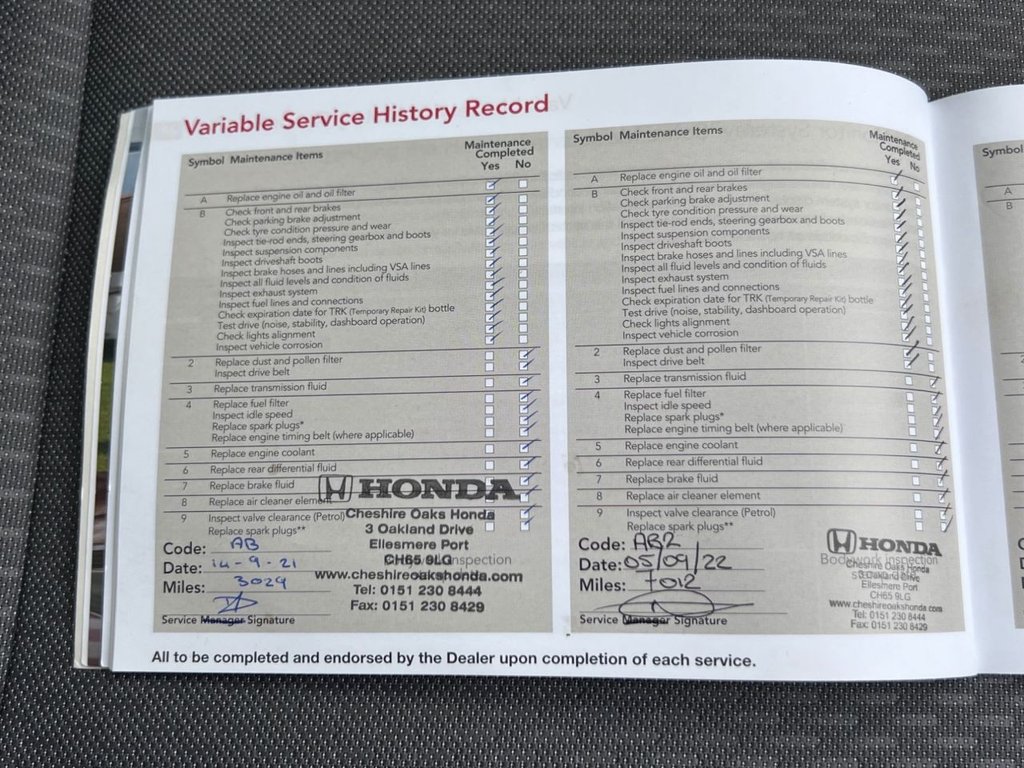 Variable Service History Record
Symbol Maintenance Items
Maintenance
Completed
Yes No
A Replace engine oil and oil filter
B Check front and rear brakes
Check parking brake adjustment
Check tyre condition pressure and wear
Inspect tie-rod ends, steering gearbox and boots
Inspect suspension components
Inspect driveshaft boots
Inspect brake hoses and lines including VSA lines
Inspect all fluid levels and condition of fluids
Inspect exhaust system
Inspect fuel lines and connections
Check expiration date for TRK (Temporary Repair Kit) bottle
Test drive (noise, stability, dashboard operation)
Check lights alignment
Inspect vehicle corrosion
2 Replace dust and pollen filter
Inspect drive belt
3 Replace transmission fluid
4 Replace fuel filter
Inspect idle speed
Replace spark plugs*
Replace engine timing belt (where applicable)
5 Replace engine coolant
6 Replace rear differential fluid
7 Replace brake fluid
8 Replace air cleaner element
9 Inspect valve clearance (Petrol)
Replace spark plugs**
HONDA
Cheshire Oaks Honda
3 Oakland Drive
Ellesmere Port
CH65 9LG
www.cheshireoakshonda.com
Tel: 0151 230 8444
Fax: 0151 230 8429
inspection
Code: AB
Date: 14-9-21
Miles: 3029
Service Manager Signature
Symbol Maintenance Items
Maintenance
Completed
Yes No
A Replace engine oil and oil filter
B Check front and rear brakes
Check parking brake adjustment
Check tyre condition pressure and wear
Inspect tie-rod ends, steering gearbox and boots
Inspect suspension components
Inspect driveshaft boots
Inspect brake hoses and lines including VSA lines
Inspect all fluid levels and condition of fluids
Inspect exhaust system
Inspect fuel lines and connections
Check expiration date for TRK (Temporary Repair Kit) bottle
Test drive (noise, stability, dashboard operation)
Check lights alignment
Inspect vehicle corrosion
2 Replace dust and pollen filter
Inspect drive belt
3 Replace transmission fluid
4 Replace fuel filter
Inspect idle speed
Replace spark plugs*
Replace engine timing belt (where applicable)
5 Replace engine coolant
6 Replace rear differential fluid
7 Replace brake fluid
8 Replace air cleaner element
9 Inspect valve clearance (Petrol)
Replace spark plugs**
Code: AB2
Date: 05/09/22
Miles: 7012
Service Manager Signature
HONDA
Bodywork inspection
Cheshire Oaks Honda
3 Oakland Drive
Ellesmere Port
CH65 9LG
www.cheshireoakshonda.com
Tel: 0151 230 8444
Fax: 0151 230 8429
All to be completed and endorsed by the Dealer upon completion of each service.
Symbol
A
B